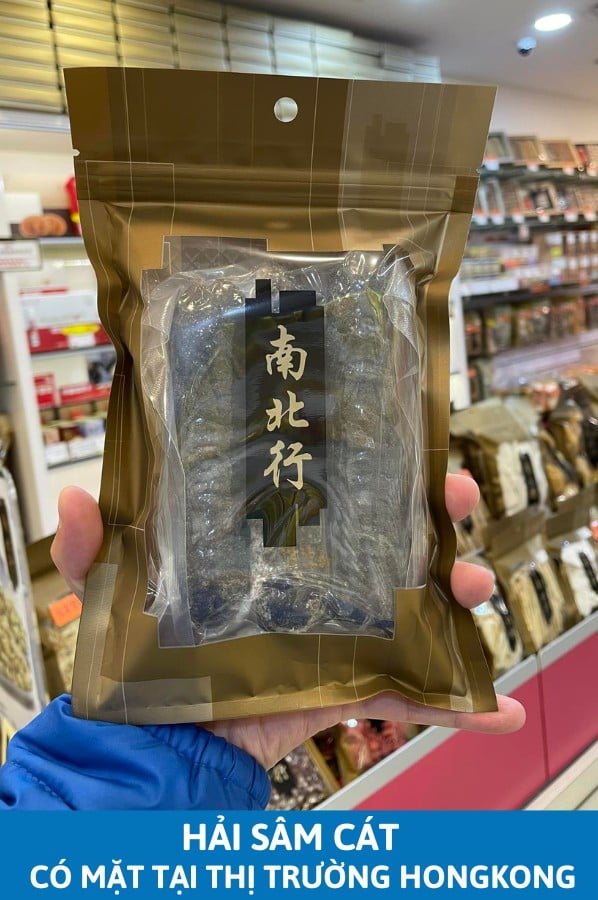 南北行
HẢI SÂM CÁT
CÓ MẶT TẠI THỊ TRƯỜNG HONGKONG